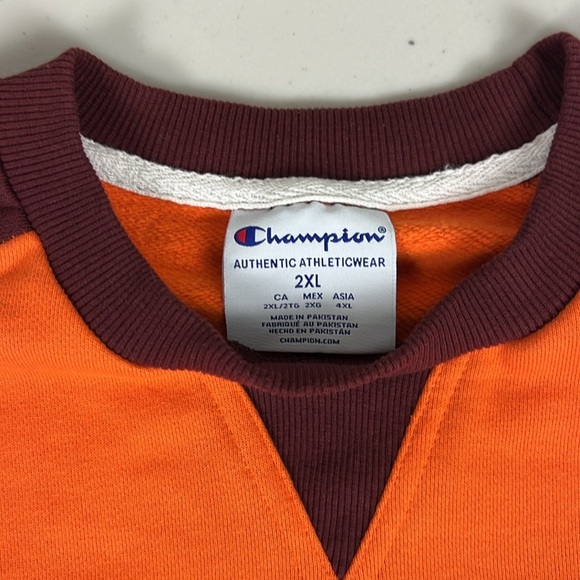 Champion®
AUTHENTIC ATHLETICWEAR
2XL
CA MEX ASIA
2XL/2TG 2XG 4XL
MADE IN PAKISTAN
FABRIQUÉ AU PAKISTAN
HECHO EN PAKISTÁN
CHAMPION.COM